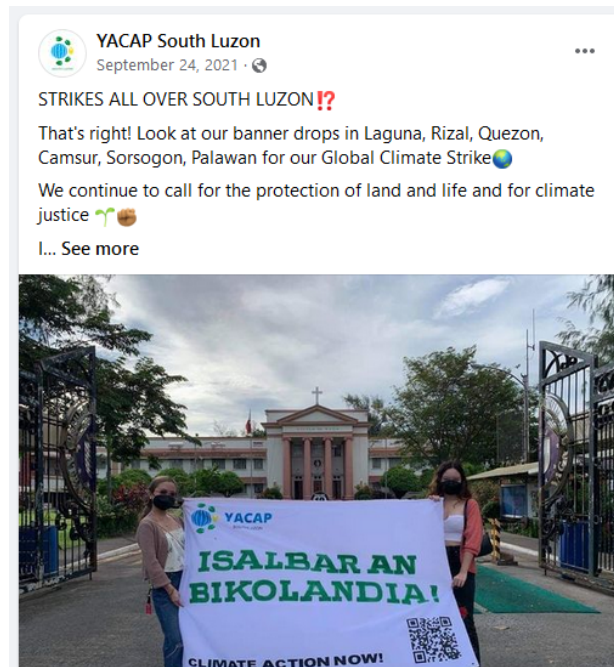 YACAP South Luzon
September 24, 2021 ·
STRIKES ALL OVER SOUTH LUZON⁉️
That's right! Look at our banner drops in Laguna, Rizal, Quezon,
Camsur, Sorsogon, Palawan for our Global Climate Strike🌏
We continue to call for the protection of land and life and for climate
justice 🌱✊🏾
I... See more
YACAP
ISALBAR AN
BIKOLANDIA!
CLIMATE ACTION NOW!